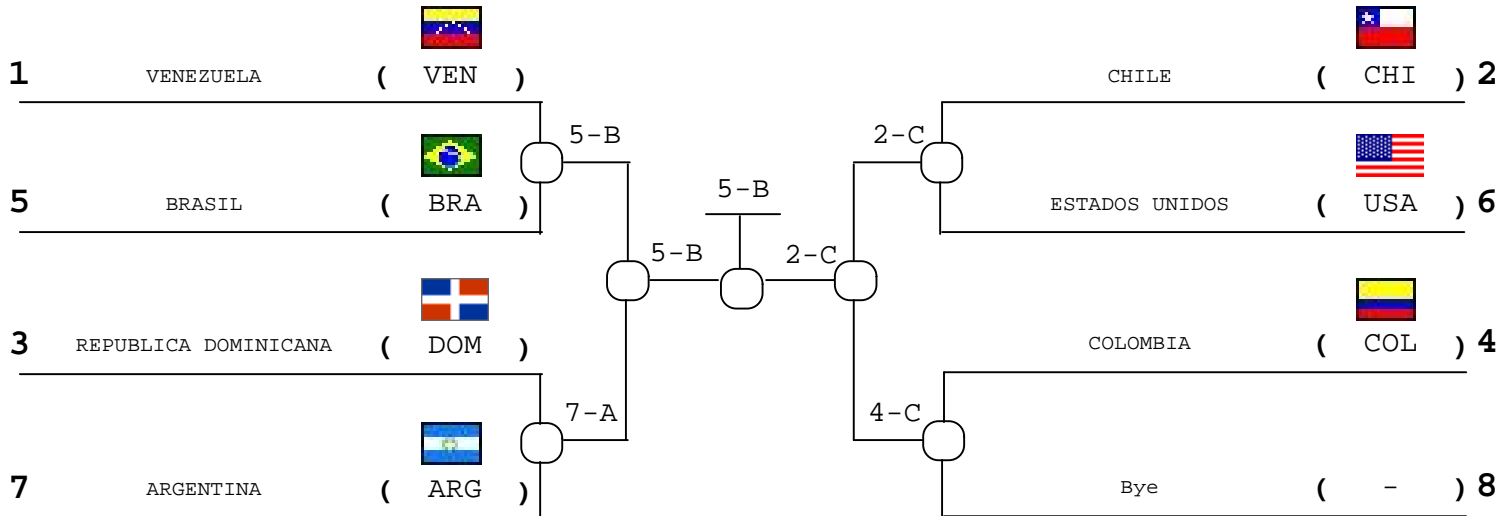 1 VENEZUELA ( VEN ) CHILE ( CHI ) 2
5-B 2-C
5-B
5 BRASIL ( BRA ) ESTADOS UNIDOS ( USA ) 6
5-B 2-C
3 REPUBLICA DOMINICANA ( DOM ) COLOMBIA ( COL ) 4
7-A 4-C
7 ARGENTINA ( ARG ) Bye ( - ) 8